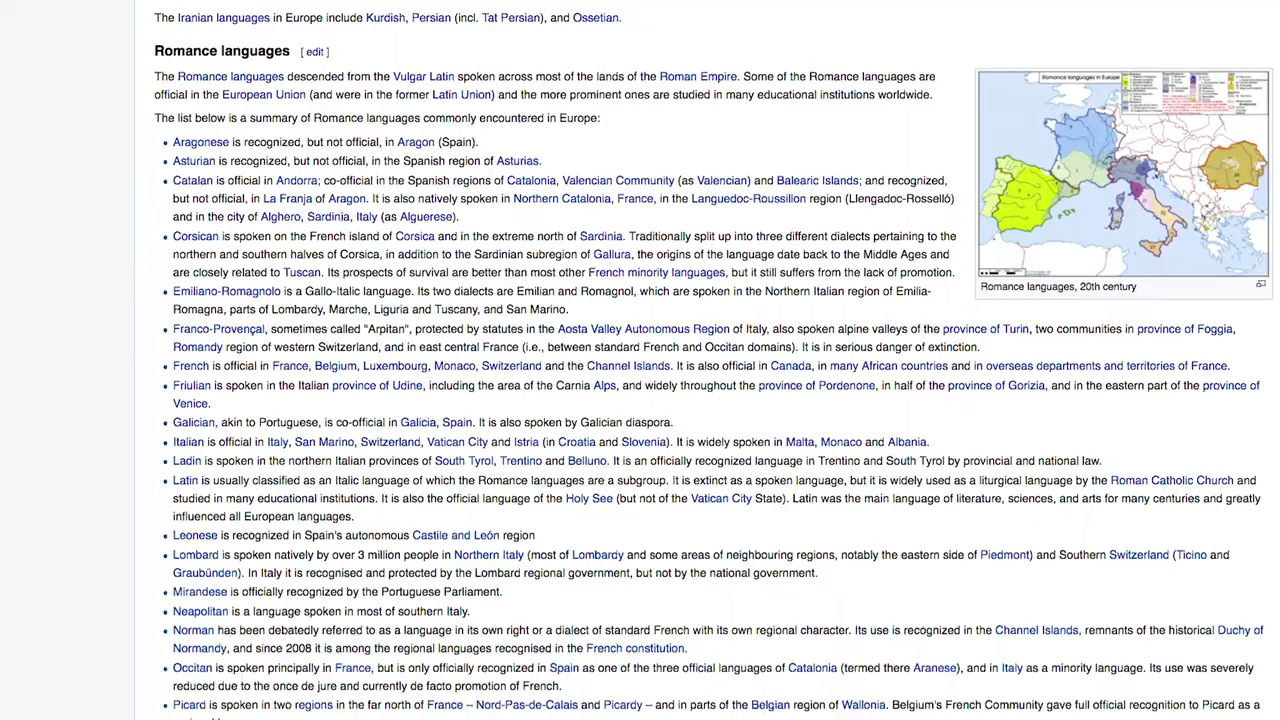 The Iranian languages in Europe include Kurdish, Persian (incl. Tat Persian), and Ossetian.
Romance languages [ edit ]
The Romance languages descended from the Vulgar Latin spoken across most of the lands of the Roman Empire. Some of the Romance languages are
official in the European Union
and the more prominent ones are studied in many educational institutions worldwide.
The list below is a summary of Romance languages commonly encountered in Europe:
Romance languages in Europe
Romance languages, 20th century
• Aragonese is recognized, but not official, in Aragon (Spain).
• Asturian is recognized, but not official, in the Spanish region of Asturias.
• Catalan is official in Andorra; co-official in the Spanish regions of Catalonia, Valencian Community (as Valencian) and Balearic Islands; and recognized,
but not official, in La Franja of Aragon. It is also natively spoken in Northern Catalonia, France, in the Languedoc-Roussillon region (Llengadoc-Rosselló)
and in the city of Alghero, Sardinia, Italy (as Alguerese).
• Corsican is spoken on the French island of Corsica and in the extreme north of Sardinia. Traditionally split up into three different dialects pertaining to the
northern and southern halves of Corsica, in addition to the Sardinian subregion of Gallura, the origins of the language date back to the Middle Ages and
are closely related to Tuscan. Its prospects of survival are better than most other French minority languages, but it still suffers from the lack of promotion.
• Emiliano-Romagnolo is a Gallo-Italic language. Its two dialects are Emilian and Romagnol, which are spoken in the Northern Italian region of Emilia-
Romagna, parts of Lombardy, Marche, Liguria and Tuscany, and San Marino.
• Franco-Provençal, sometimes called "Arpitan", protected by statutes in the Aosta Valley Autonomous Region of Italy, also spoken alpine valleys of the province of Turin, two communities in province of Foggia,
Romandy region of western Switzerland, and in east central France (i.e., between standard French and Occitan domains). It is in serious danger of extinction.
• French is official in France, Belgium, Luxembourg, Monaco, Switzerland and the Channel Islands. It is also official in Canada, in many African countries and in overseas departments and territories of France.
• Friulian is spoken in the Italian province of Udine, including the area of the Carnia Alps, and widely throughout the province of Pordenone, in half of the province of Gorizia, and in the eastern part of the province of
Venice.
• Galician, akin to Portuguese, is co-official in Galicia, Spain. It is also spoken by Galician diaspora.
• Italian is official in Italy, San Marino, Switzerland, Vatican City and Istria (in Croatia and Slovenia). It is widely spoken in Malta, Monaco and Albania.
• Ladin is spoken in the northern Italian provinces of South Tyrol, Trentino and Belluno. It is an officially recognized language in Trentino and South Tyrol by provincial and national law.
• Latin is usually classified as an Italic language of which the Romance languages are a subgroup. It is extinct as a spoken language, but it is widely used as a liturgical language by the Roman Catholic Church and
studied in many educational institutions. It is also the official language of the Holy See (but not of the Vatican City State). Latin was the main language of literature, sciences, and arts for many centuries and greatly
influenced all European languages.
• Leonese is recognized in Spain's autonomous Castile and León region
• Lombard is spoken natively by over 3 million people in Northern Italy (most of Lombardy and some areas of neighbouring regions, notably the eastern side of Piedmont) and Southern Switzerland (Ticino and
Graubünden). In Italy it is recognised and protected by the Lombard regional government, but not by the national government.
• Mirandese is officially recognized by the Portuguese Parliament.
• Neapolitan is a language spoken in most of southern Italy.
• Norman has been debatedly referred to as a language in its own right or a dialect of standard French with its own regional character. Its use is recognized in the Channel Islands, remnants of the historical Duchy of
Normandy, and since 2008 it is among the regional languages recognised in the French constitution.
• Occitan is spoken principally in France, but is only officially recognized in Spain as one of the three official languages of Catalonia (termed there Aranese), and in Italy as a minority language. Its use was severely
reduced due to the once de jure and currently de facto promotion of French.
• Picard is spoken in two regions in the far north of France – Nord-Pas-de-Calais and Picardy – and in parts of the Belgian region of Wallonia. Belgium's French Community gave full official recognition to Picard as a